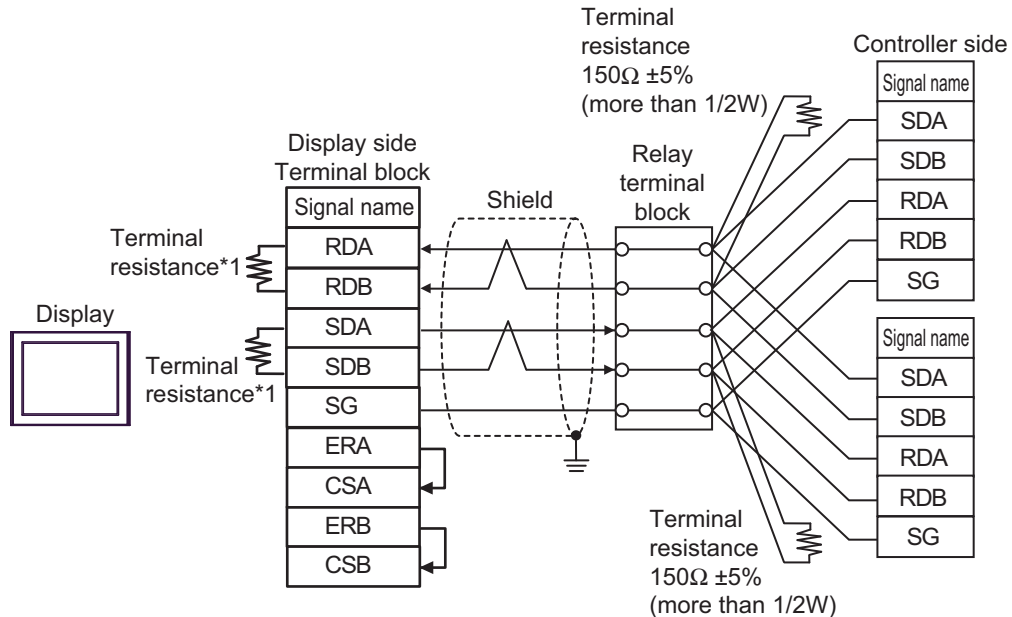 Terminal
resistance
150Ω ±5%
(more than 1/2W)
Controller side
Signal name
SDA
SDB
RDA
RDB
SG
Signal name
SDA
SDB
RDA
RDB
SG
Display side
Terminal block
Signal name
RDA
RDB
SDA
SDB
SG
ERA
CSA
ERB
CSB
Shield
Relay
terminal
block
Terminal
resistance*1
Display
Terminal
resistance*1
Terminal
resistance
150Ω ±5%
(more than 1/2W)